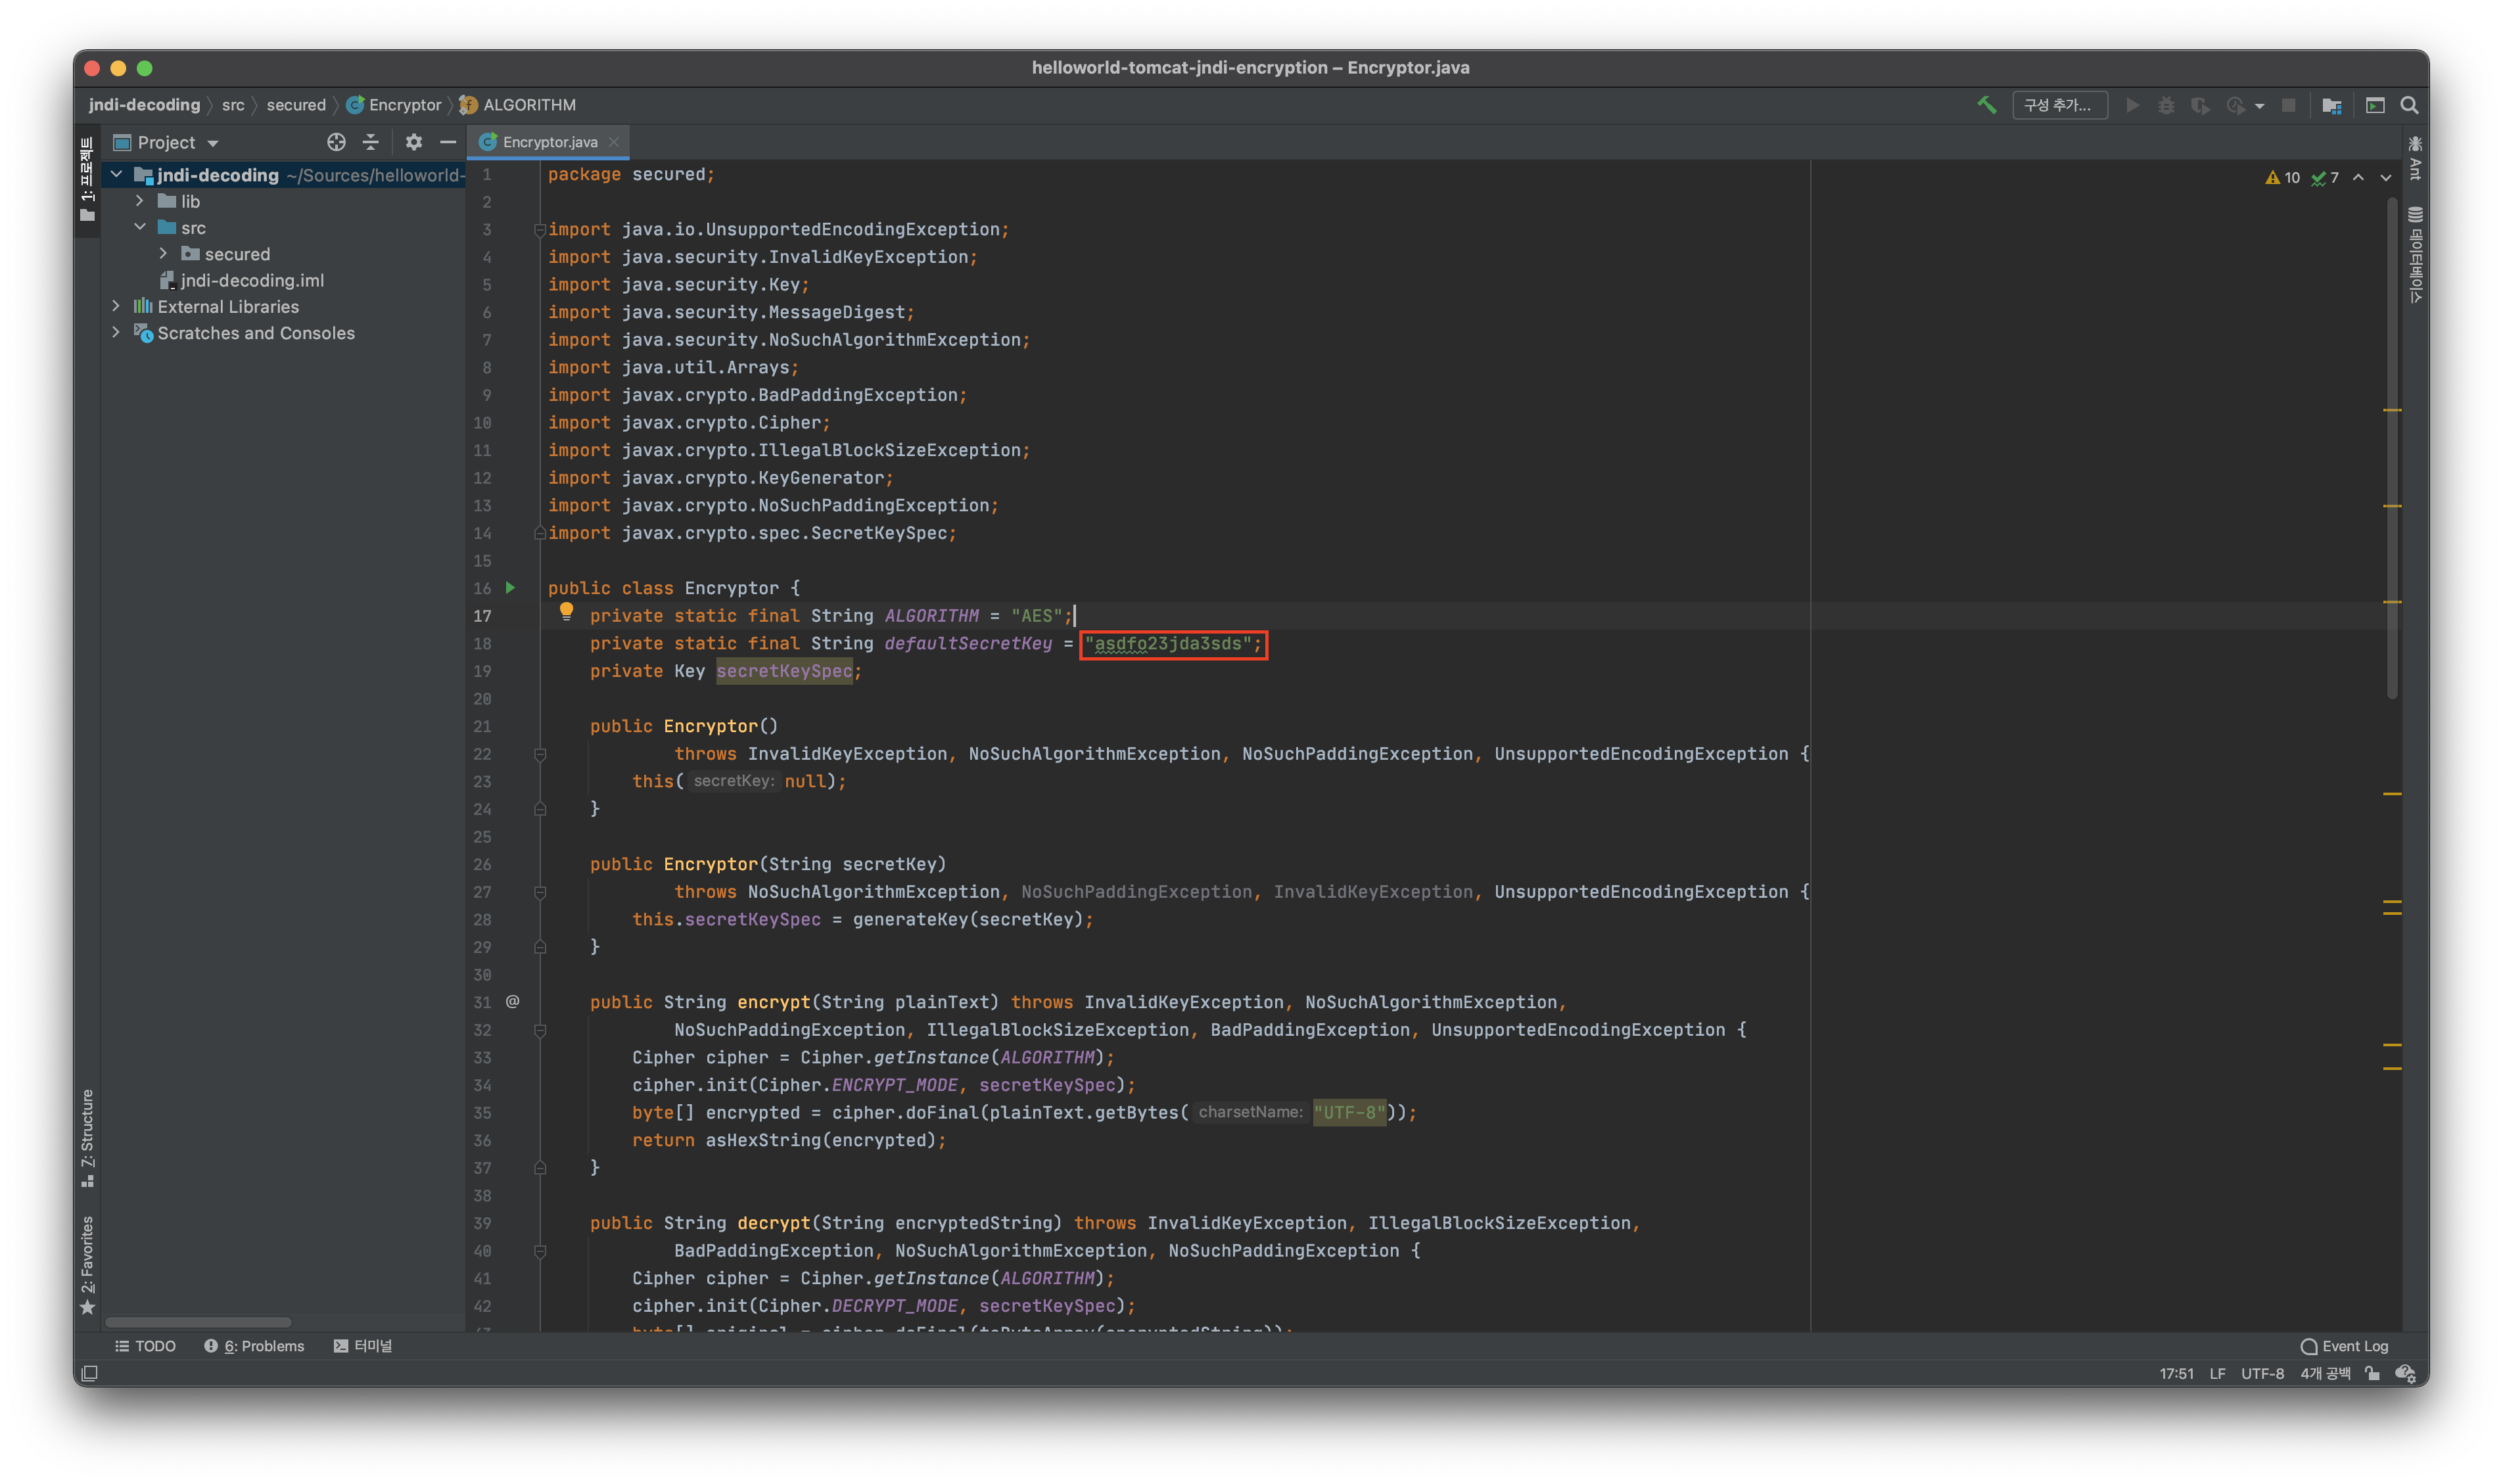 helloworld-tomcat-jndi-encryption – Encryptor.java
jndi-decoding src secured Encryptor ALGORITHM
구성 추가...
1: 프로젝트
Project
Encryptor.java
jndi-decoding ~/Sources/helloworld-
lib
src
secured
jndi-decoding.iml
External Libraries
Scratches and Consoles
10 7
Ant
데이터베이스
1 package secured;
2
3 import java.io.UnsupportedEncodingException;
4 import java.security.InvalidKeyException;
5 import java.security.Key;
6 import java.security.MessageDigest;
7 import java.security.NoSuchAlgorithmException;
8 import java.util.Arrays;
9 import javax.crypto.BadPaddingException;
10 import javax.crypto.Cipher;
11 import javax.crypto.IllegalBlockSizeException;
12 import javax.crypto.KeyGenerator;
13 import javax.crypto.NoSuchPaddingException;
14 import javax.crypto.spec.SecretKeySpec;
15
16 public class Encryptor {
17 private static final String ALGORITHM = "AES";
18 private static final String defaultSecretKey = "asdfo23jda3sds";
19 private Key secretKeySpec;
20
21 public Encryptor()
22 throws InvalidKeyException, NoSuchAlgorithmException, NoSuchPaddingException, UnsupportedEncodingException {
23 this( secretKey: null);
24 }
25
26 public Encryptor(String secretKey)
27 throws NoSuchAlgorithmException, NoSuchPaddingException, InvalidKeyException, UnsupportedEncodingException {
28 this.secretKeySpec = generateKey(secretKey);
29 }
30
31 @ public String encrypt(String plainText) throws InvalidKeyException, NoSuchAlgorithmException,
32 NoSuchPaddingException, IllegalBlockSizeException, BadPaddingException, UnsupportedEncodingException {
33 Cipher cipher = Cipher.getInstance(ALGORITHM);
34 cipher.init(Cipher.ENCRYPT_MODE, secretKeySpec);
35 byte[] encrypted = cipher.doFinal(plainText.getBytes( charsetName: "UTF-8"));
36 return asHexString(encrypted);
37 }
38
39 public String decrypt(String encryptedString) throws InvalidKeyException, IllegalBlockSizeException,
40 BadPaddingException, NoSuchAlgorithmException, NoSuchPaddingException {
41 Cipher cipher = Cipher.getInstance(ALGORITHM);
42 cipher.init(Cipher.DECRYPT_MODE, secretKeySpec);
7: Structure
2: Favorites
TODO 6: Problems 터미널
Event Log
17:51 LF UTF-8 4개 공백